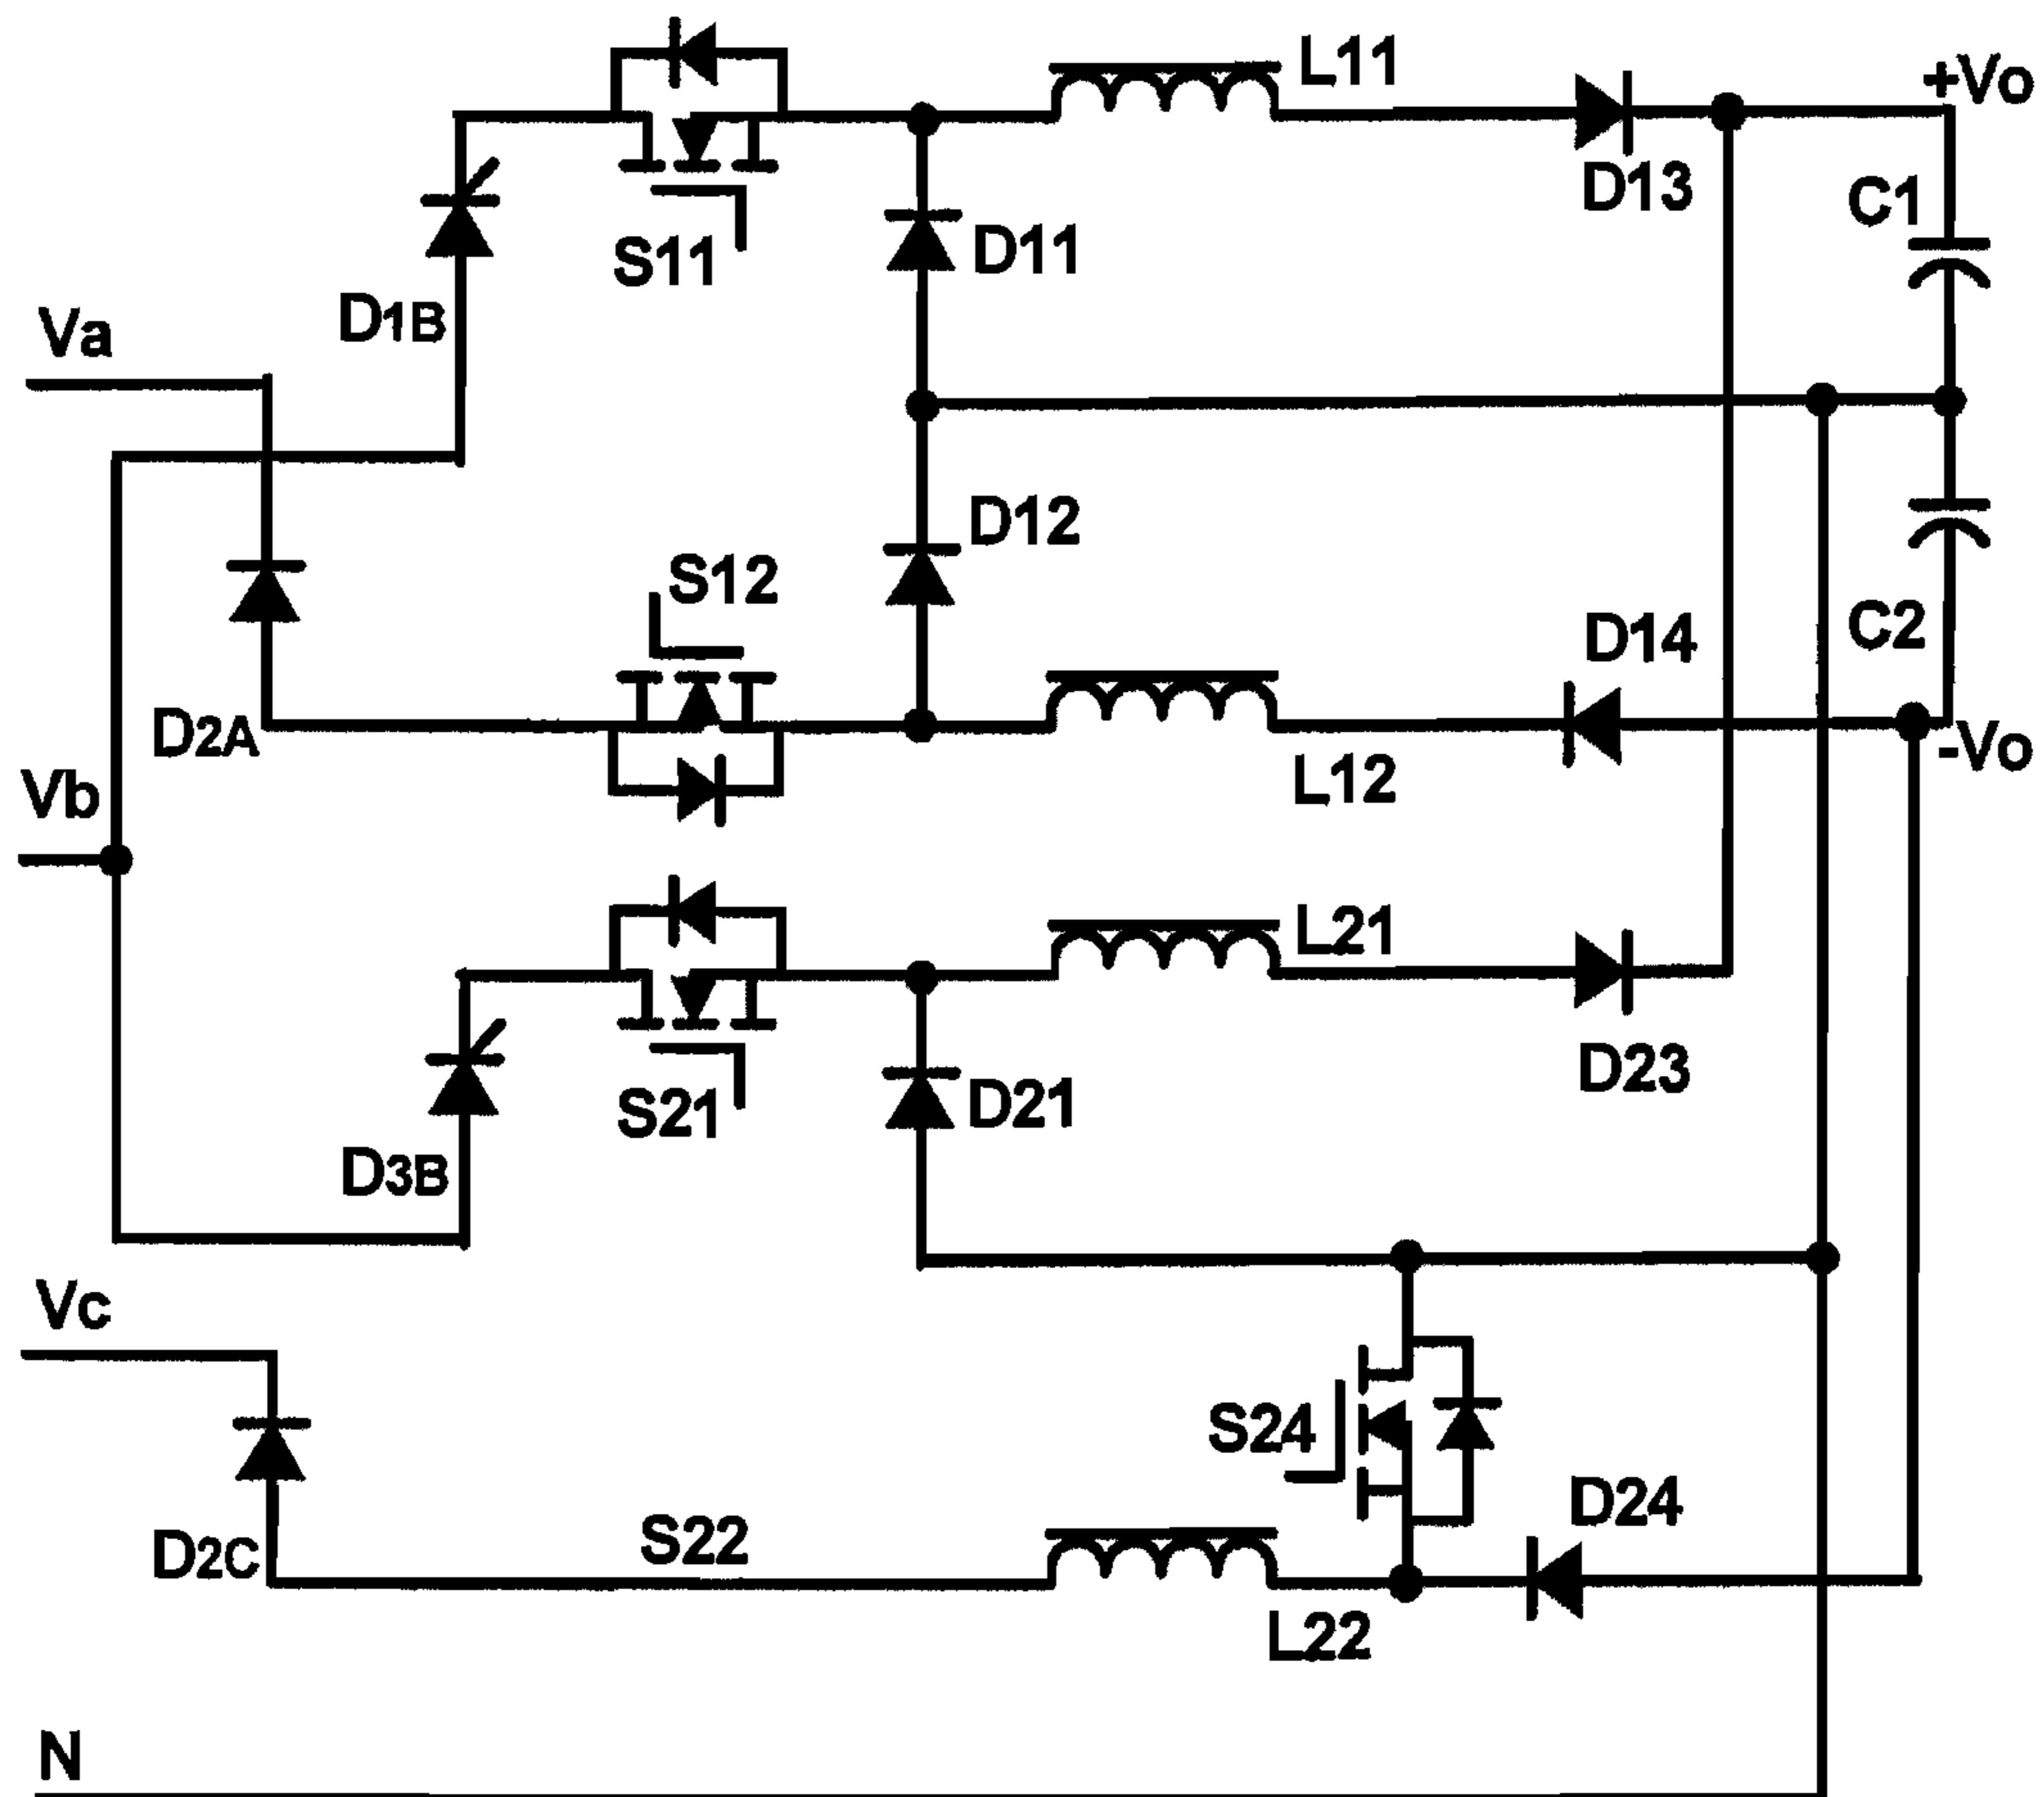 L11
+Vo
D13
C1
S11
D11
D1B
Va
D12
S12
D14
C2
D2A
L12
-Vo
Vb
L21
D23
S21
D21
D3B
Vc
S24
D24
S22
D2C
L22
N